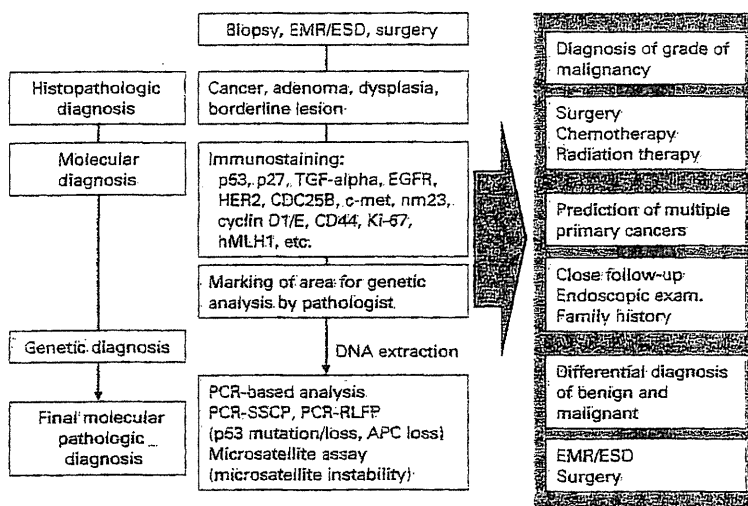 Histopathologic
diagnosis
Molecular
diagnosis
Genetic diagnosis
Final molecular
pathologic
diagnosis
Biopsy, EMR/ESD, surgery
Cancer, adenoma, dysplasia,
borderline lesion
Immunostaining:
p53, p27, TGF-alpha, EGFR,
HER2, CDC25B, c-met, nm23,
cyclin D1/E, CD44, Ki-67,
hMLH1, etc.
Marking of area for genetic
analysis by pathologist
DNA extraction
PCR-based analysis
PCR-SSCP, PCR-RLFP
(p53 mutation/loss, APC loss)
Microsatellite assay
(microsatellite instability)
Diagnosis of grade of
malignancy
Surgery
Chemotherapy
Radiation therapy
Prediction of multiple
primary cancers
Close follow-up
Endoscopic exam.
Family history
Differential diagnosis
of benign and
malignant
EMR/ESD
Surgery